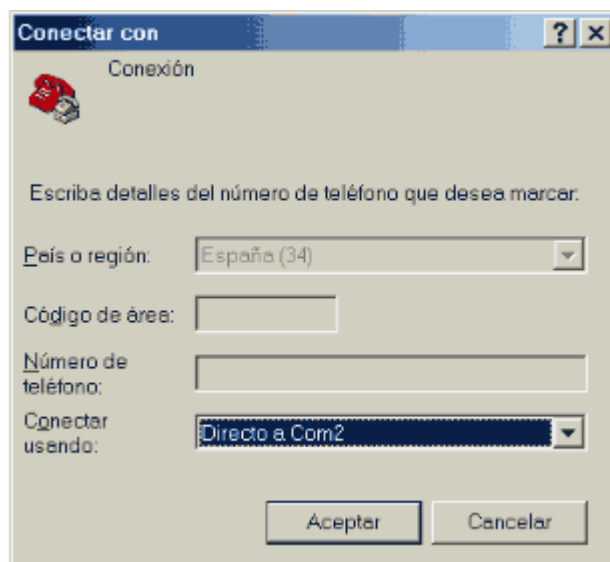 Conectar con
Conexión
Escriba detalles del número de teléfono que desea marcar:
País o región:
España (34)
Código de área:
Número de
teléfono:
Conectar
usando:
Directo a Com2
Aceptar
Cancelar